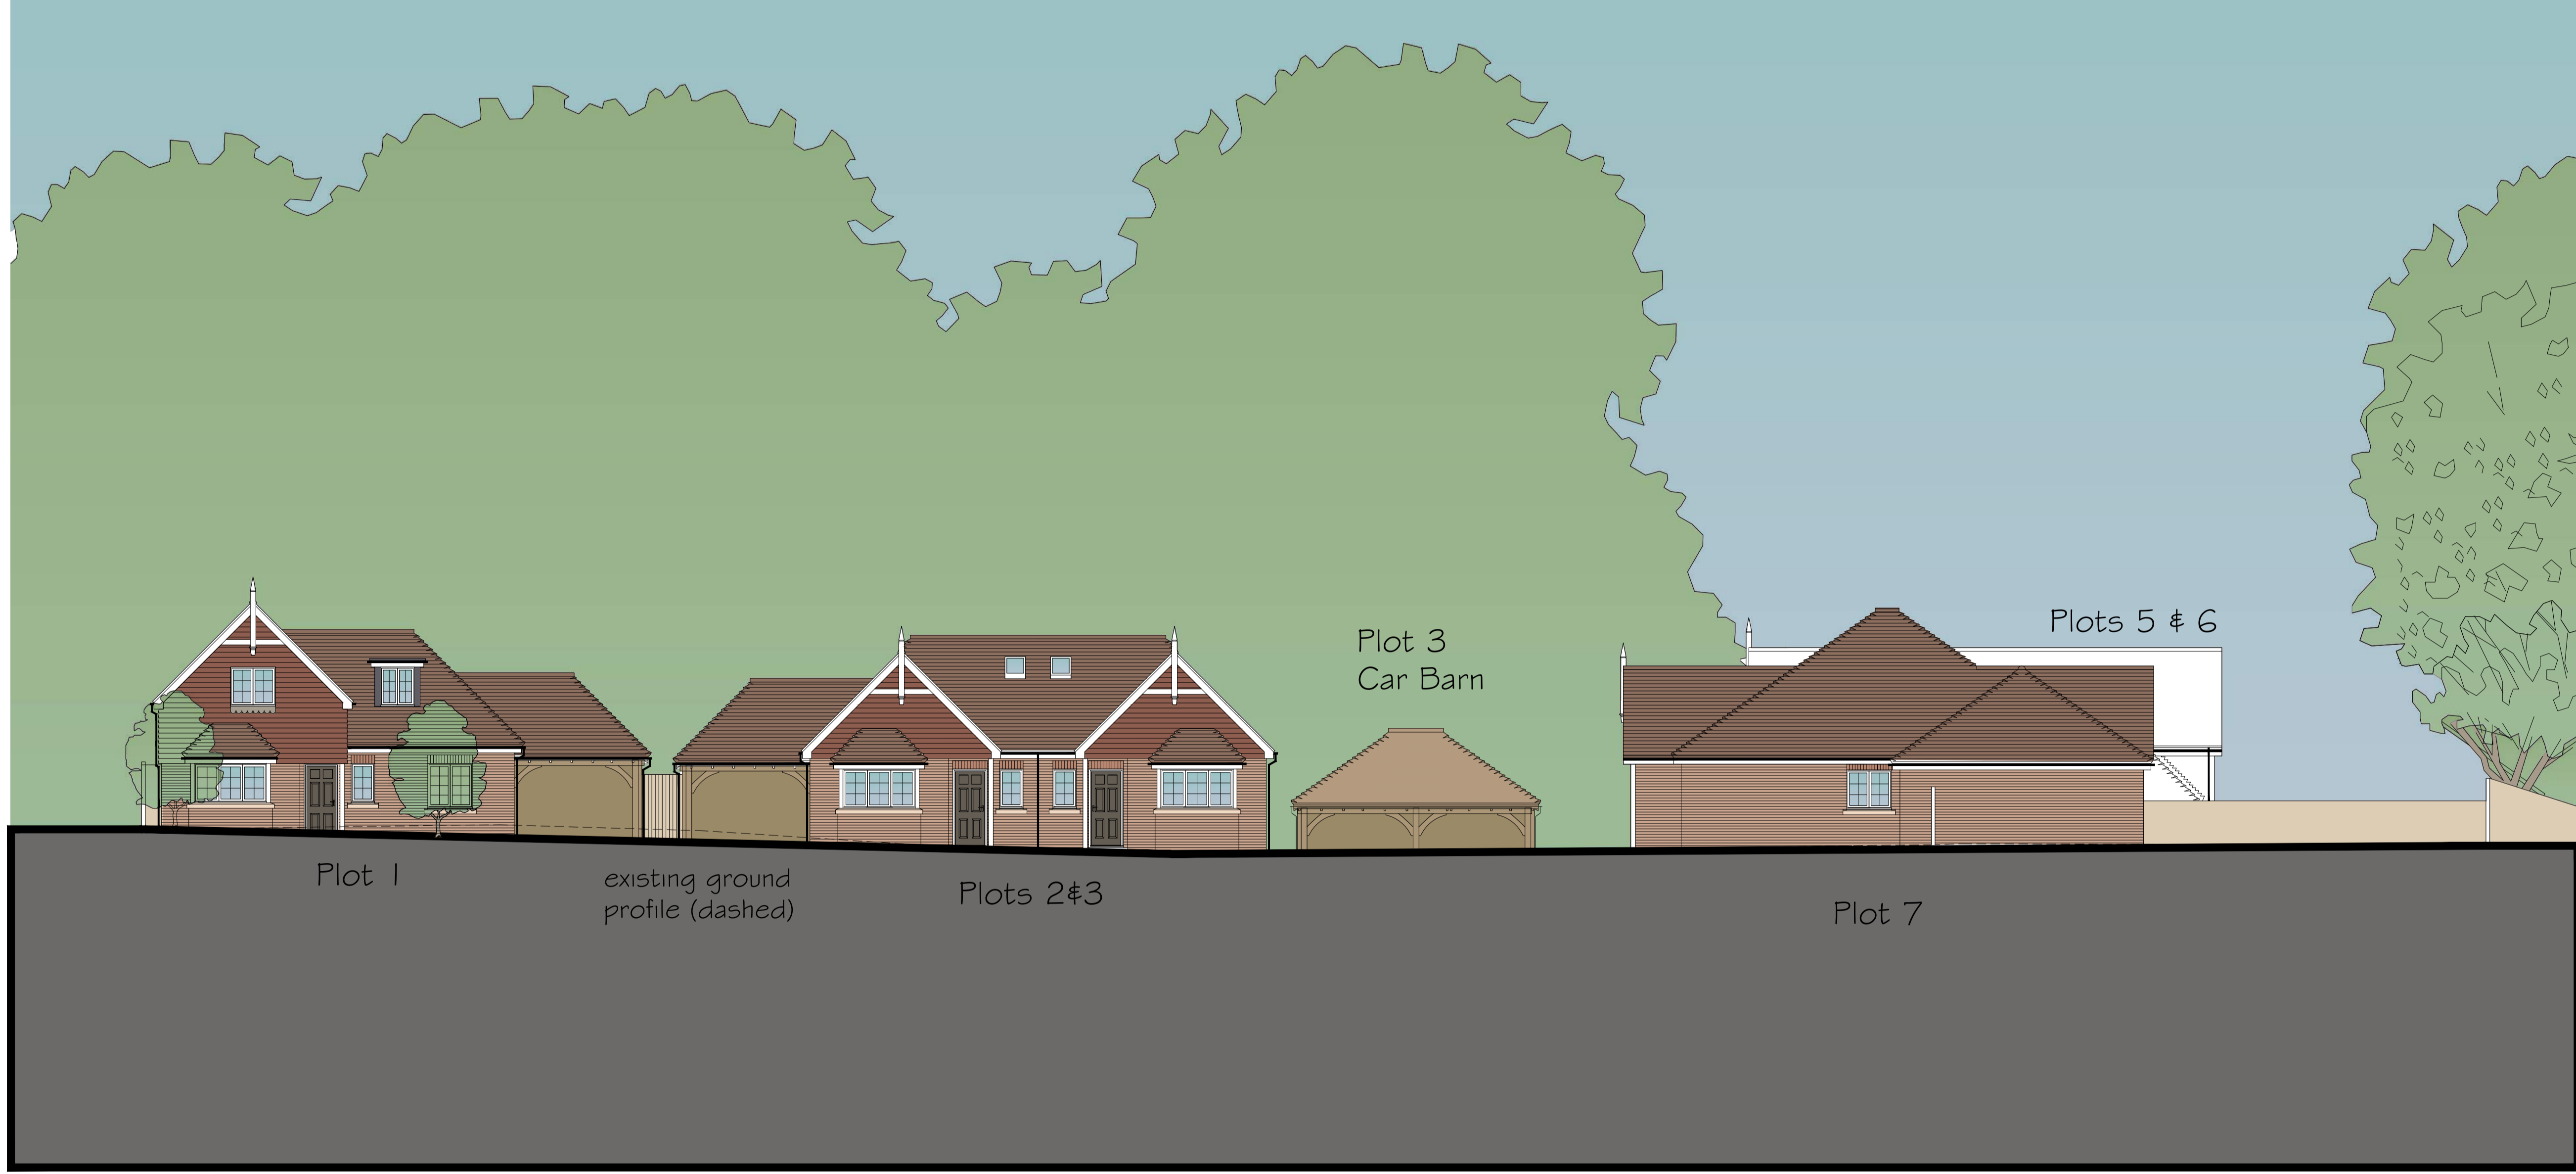 Plot 3
Car Barn
Plots 5 & 6
Plot 1
existing ground
profile (dashed)
Plots 2&3
Plot 7